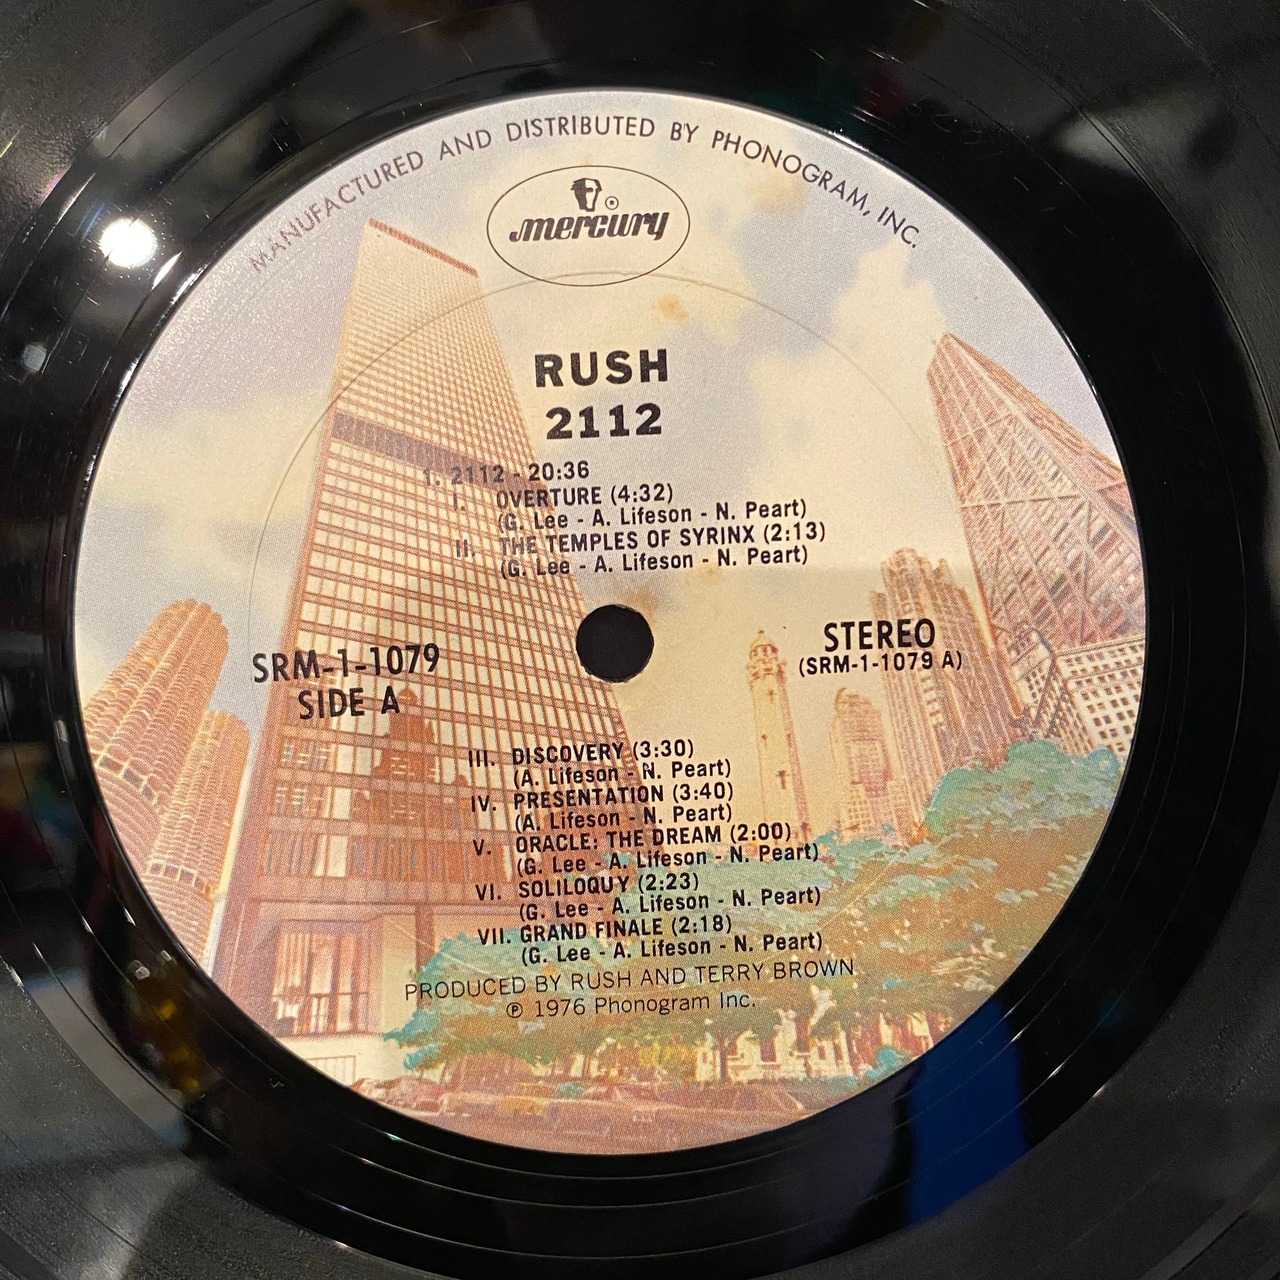 MANUFACTURED AND DISTRIBUTED BY PHONOGRAM, INC.
mercury ®
RUSH
2112
1. 2112 - 20:36
I. OVERTURE (4:32)
(G. Lee - A. Lifeson - N. Peart)
II. THE TEMPLES OF SYRINX (2:13)
(G. Lee - A. Lifeson - N. Peart)
SRM-1-1079
SIDE A
STEREO
(SRM-1-1079 A)
III. DISCOVERY (3:30)
(A. Lifeson - N. Peart)
IV. PRESENTATION (3:40)
(A. Lifeson - N. Peart)
V. ORACLE: THE DREAM (2:00)
(G. Lee - A. Lifeson - N. Peart)
VI. SOLILOQUY (2:23)
(G. Lee - A. Lifeson - N. Peart)
VII. GRAND FINALE (2:18)
(G. Lee - A. Lifeson - N. Peart)
PRODUCED BY RUSH AND TERRY BROWN
℗ 1976 Phonogram Inc.